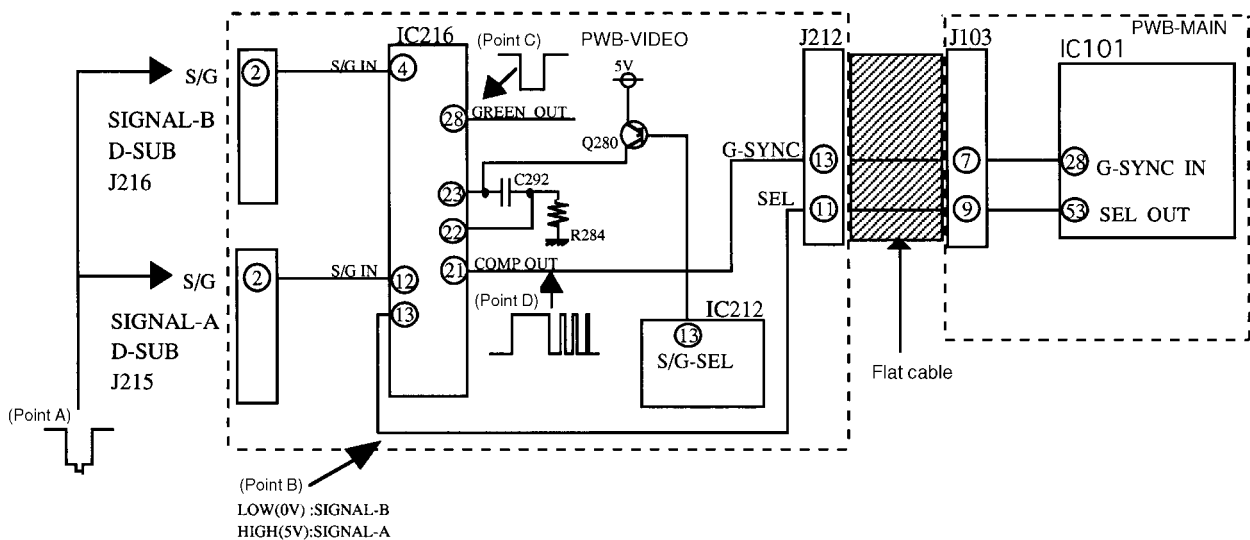 IC216
PWB-VIDEO
J212
J103
PWB-MAIN
IC101
(Point C)
S/G
2
S/G IN
4
5V
28
GREEN OUT
SIGNAL-B
D-SUB
J216
Q280
G-SYNC
13
7
28
G-SYNC IN
23
C292
SEL
11
9
53
SEL OUT
22
R284
S/G
2
S/G IN
12
21
COMP OUT
13
(Point D)
IC212
13
S/G-SEL
SIGNAL-A
D-SUB
J215
Flat cable
(Point A)
(Point B)
LOW(0V) :SIGNAL-B
HIGH(5V):SIGNAL-A